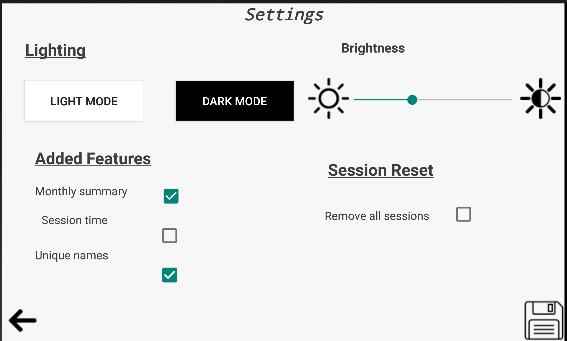 Settings
Lighting
Brightness
LIGHT MODE
DARK MODE
Added Features
Monthly summary
Session time
Unique names
Session Reset
Remove all sessions